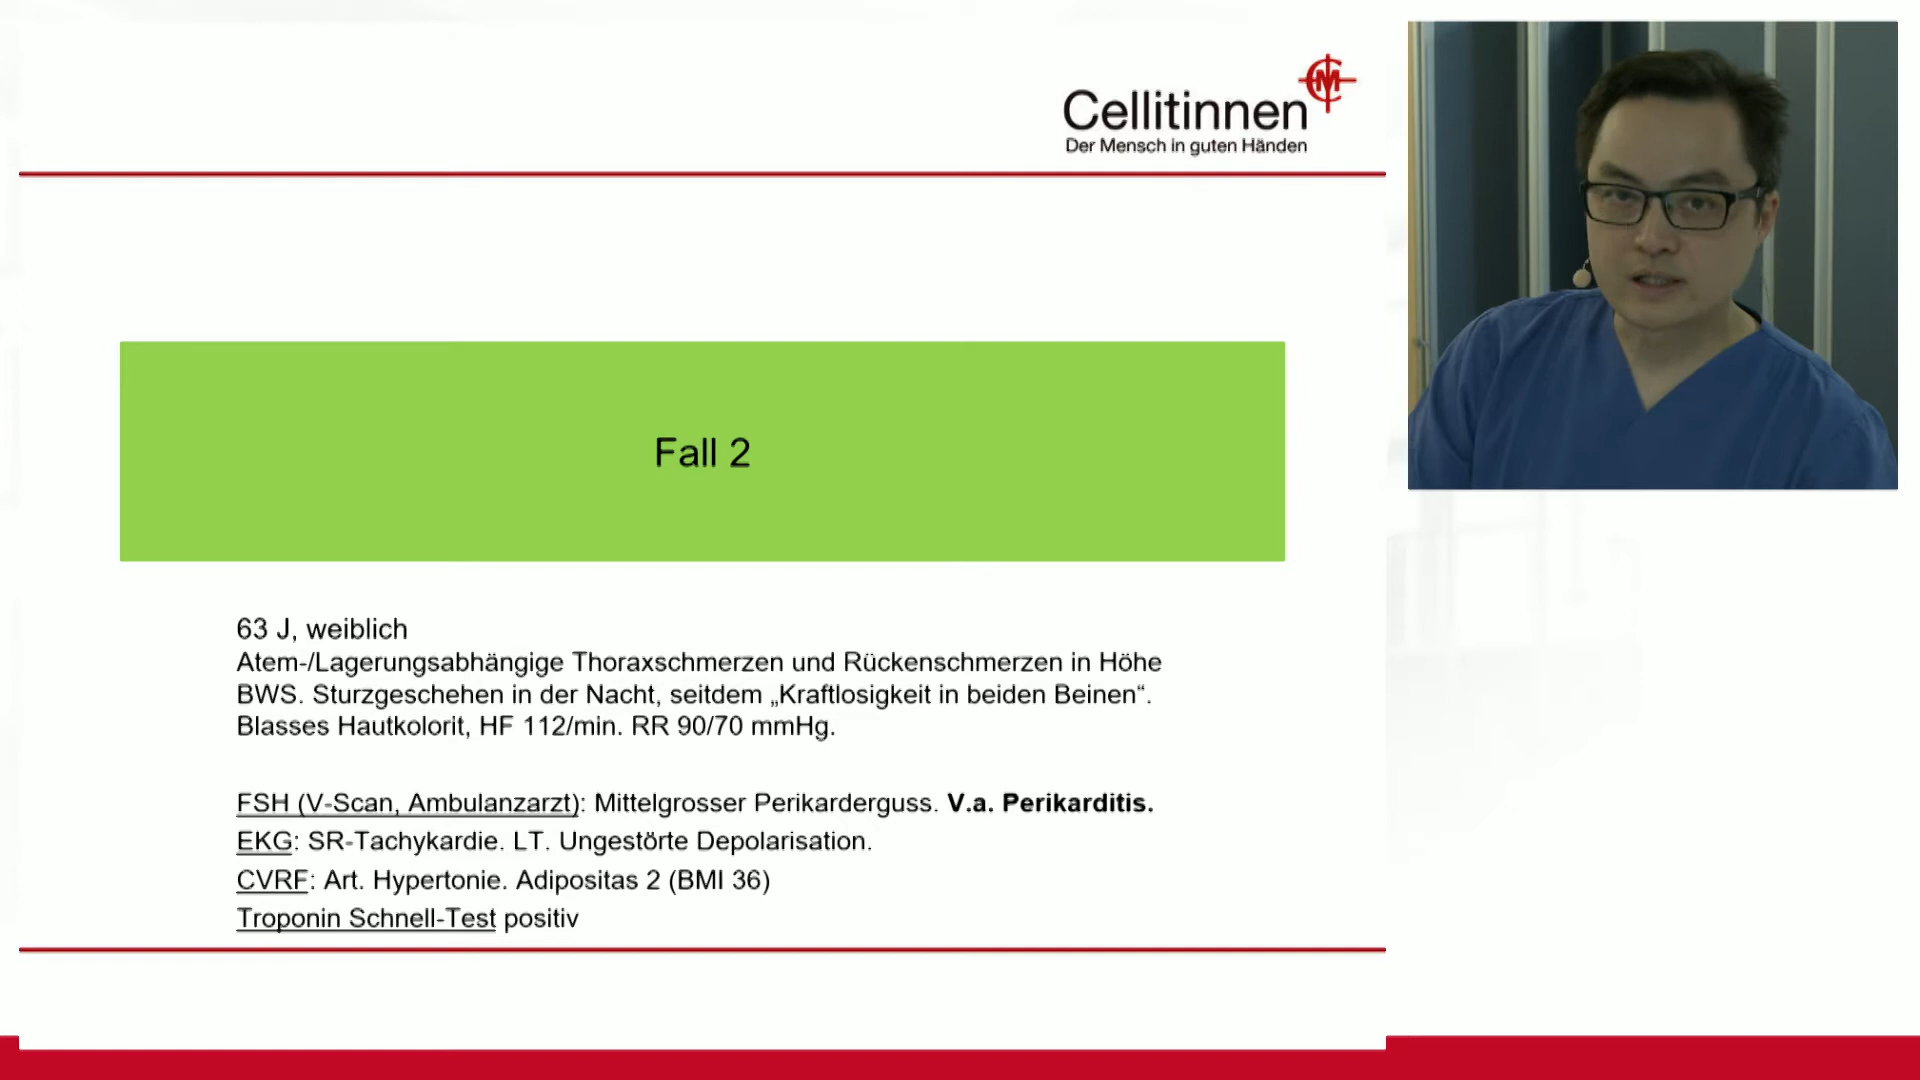 Cellitinnen
Der Mensch in guten Händen
Fall 2
63 J, weiblich
Atem-/Lagerungsabhängige Thoraxschmerzen und Rückenschmerzen in Höhe
BWS. Sturzgeschehen in der Nacht, seitdem „Kraftlosigkeit in beiden Beinen“.
Blasses Hautkolorit, HF 112/min. RR 90/70 mmHg.
FSH (V-Scan, Ambulanzarzt): Mittelgrosser Perikarderguss. V.a. Perikarditis.
EKG: SR-Tachykardie. LT. Ungestörte Depolarisation.
CVRF: Art. Hypertonie. Adipositas 2 (BMI 36)
Troponin Schnell-Test positiv